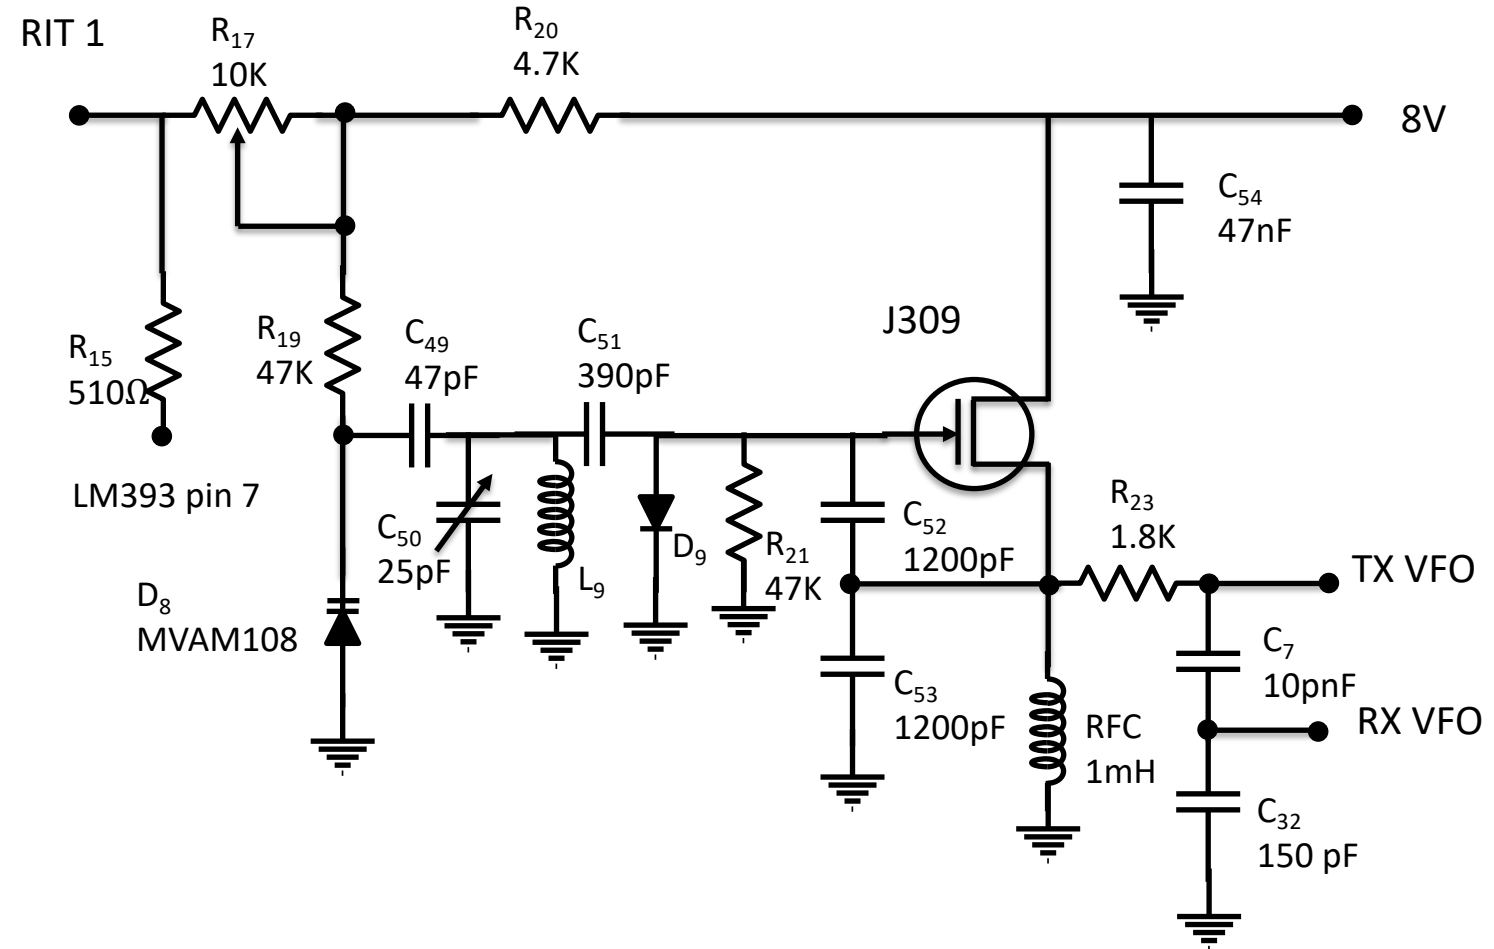 RIT 1
R17
10K
R20
4.7K
8V
C54
47nF
J309
R15
510Ω
R19
47K
C49
47pF
C51
390pF
LM393 pin 7
C50
25pF
L9
D9
R21
47K
C52
1200pF
R23
1.8K
TX VFO
D8
MVAM108
C53
1200pF
RFC
1mH
C7
10pnF
RX VFO
C32
150 pF